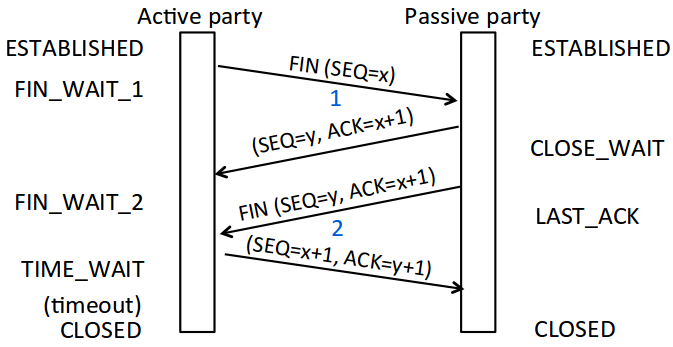 Active party
Passive party
ESTABLISHED
ESTABLISHED
FIN (SEQ=x)
FIN_WAIT_1
1
(SEQ=y, ACK=x+1)
CLOSE_WAIT
FIN (SEQ=y, ACK=x+1)
FIN_WAIT_2
LAST_ACK
2
(SEQ=x+1, ACK=y+1)
TIME_WAIT
(timeout)
CLOSED
CLOSED